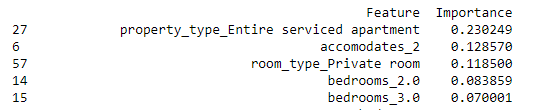 Feature Importance
27 property_type_Entire serviced apartment 0.230249
6 accomodates_2 0.128570
57 room_type_Private room 0.118500
14 bedrooms_2.0 0.083859
15 bedrooms_3.0 0.070001